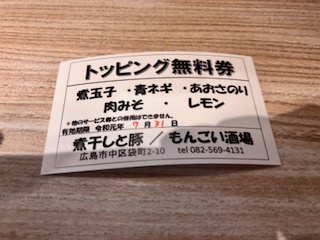 トッピング無料券
煮玉子 ・青ネギ ・あおさのり
肉みそ ・ レモン
*他のサービス券との併用はできません。
有効期限 令和元年 7月31日
煮干しと豚 / もんごい酒場
広島市中区袋町2-10 tel 082-569-4131